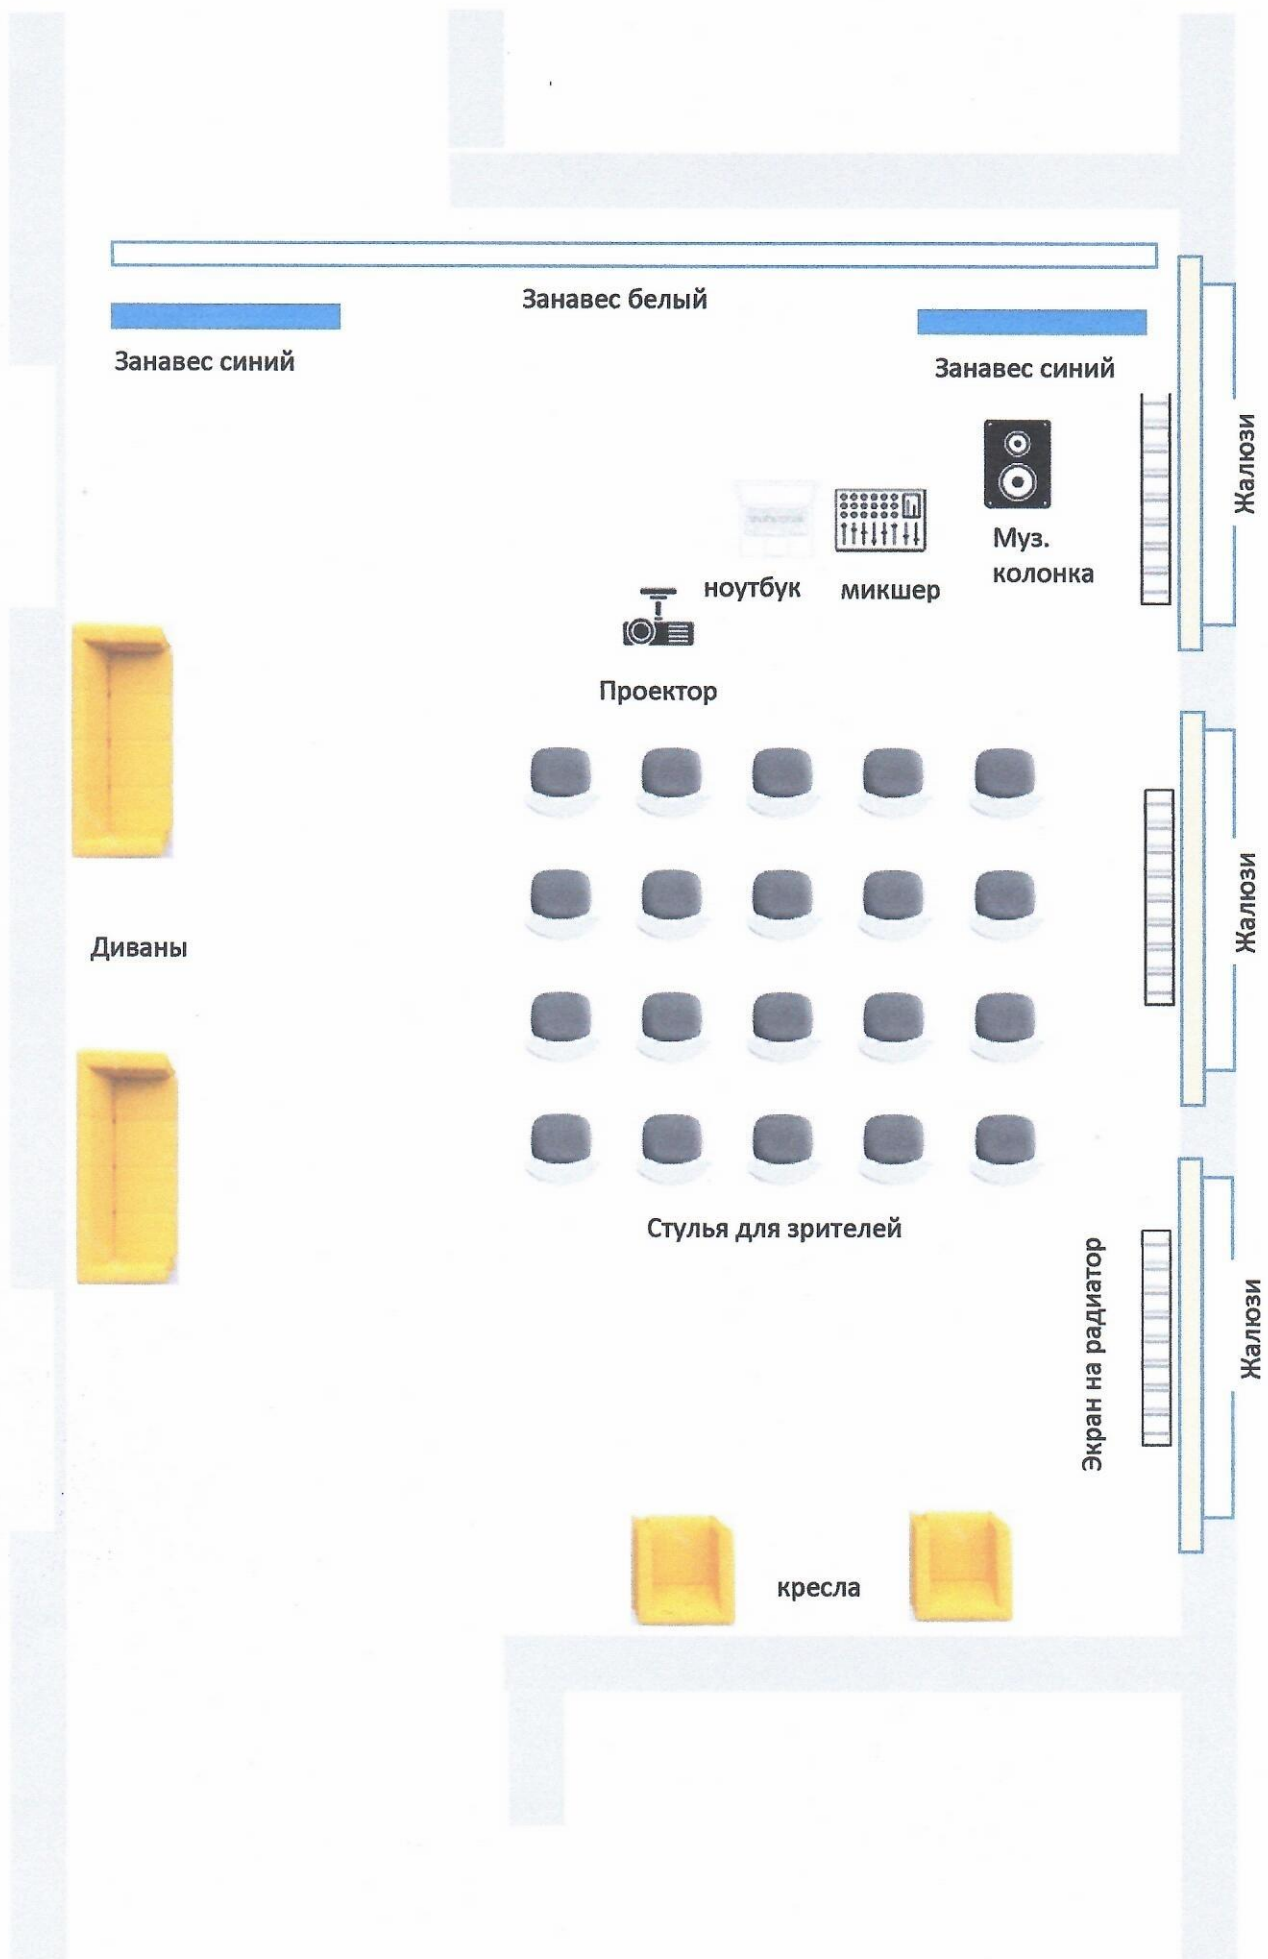 Занавес белый
Занавес синий
Занавес синий
Жалюзи
Муз.
колонка
ноутбук
микшер
Проектор
Диваны
Жалюзи
Стулья для зрителей
Экран на радиатор
Жалюзи
кресла